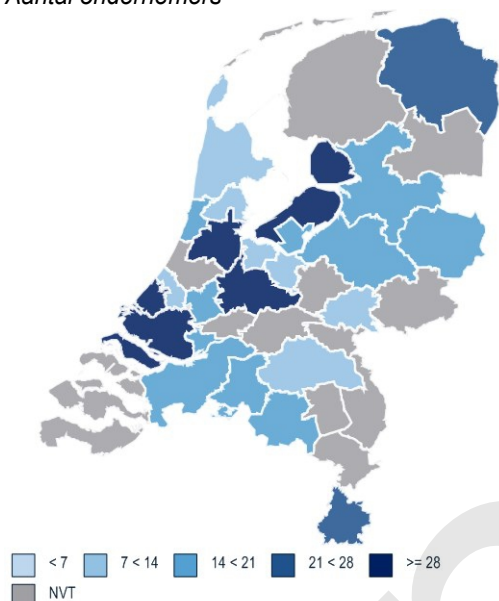 Aantal ondernemers
< 7 7 < 14 14 < 21 21 < 28 >= 28
NVT